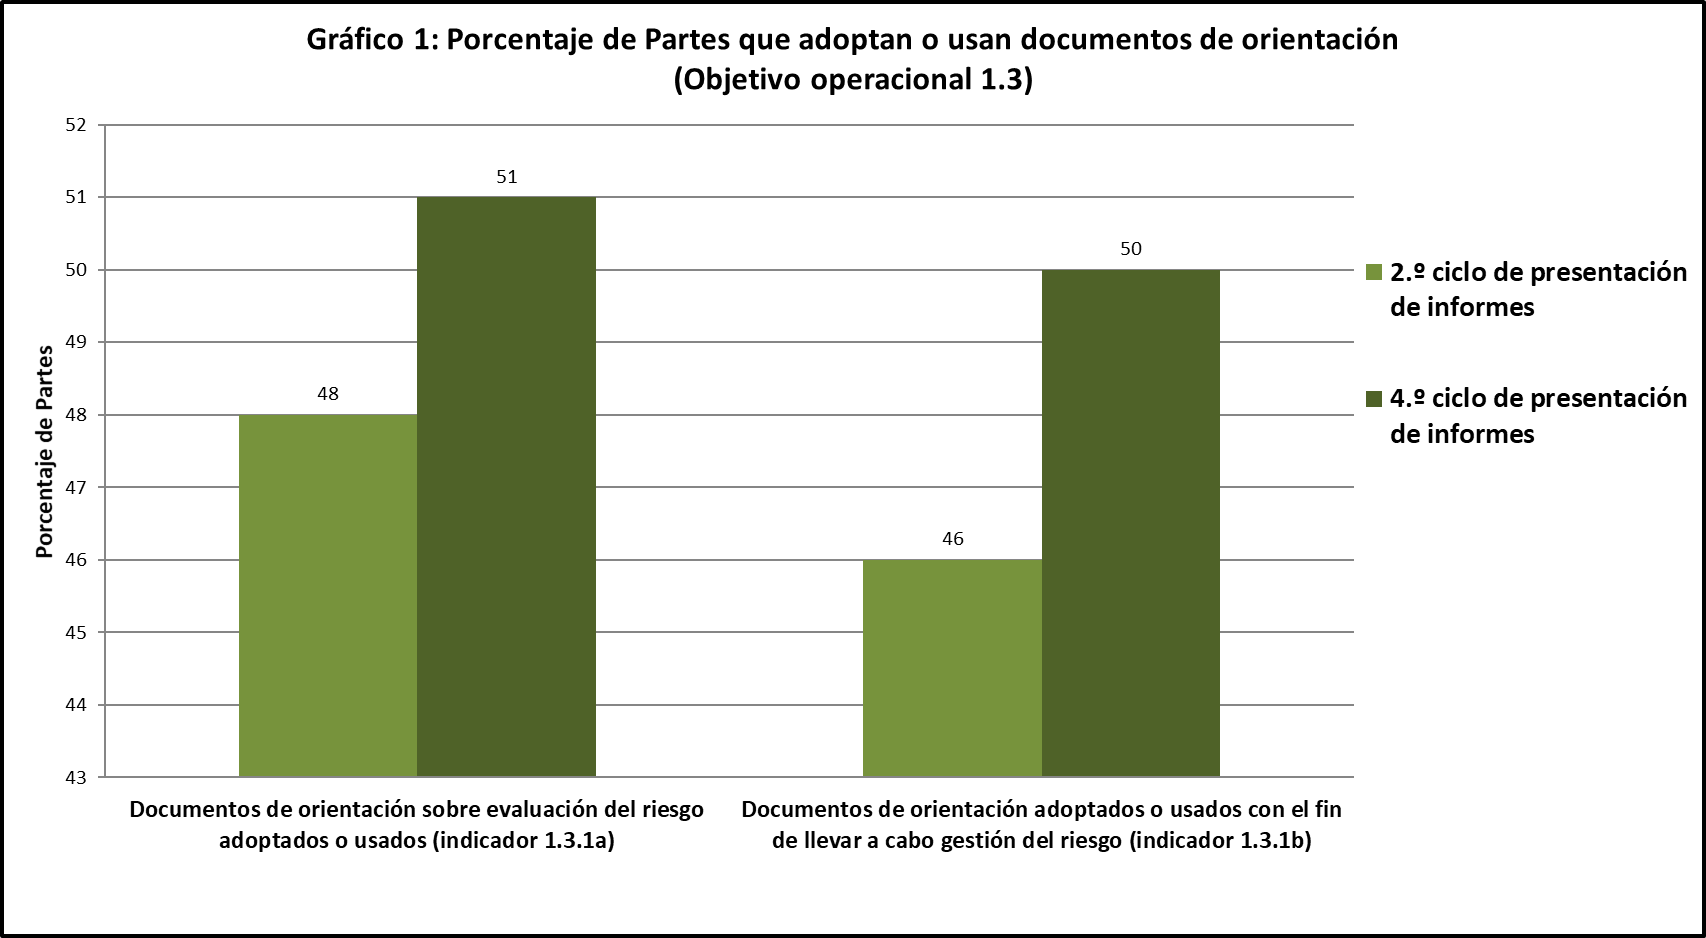 Gráfico 1: Porcentaje de Partes que adoptan o usan documentos de orientación
(Objetivo operacional 1.3)
52
51
50
49
48
47
46
45
44
43
Porcentaje de Partes
48
51
46
50
Documentos de orientación sobre evaluación del riesgo
adoptados o usados (indicador 1.3.1a)
Documentos de orientación adoptados o usados con el fin
de llevar a cabo gestión del riesgo (indicador 1.3.1b)
2.º ciclo de presentación
de informes
4.º ciclo de presentación
de informes